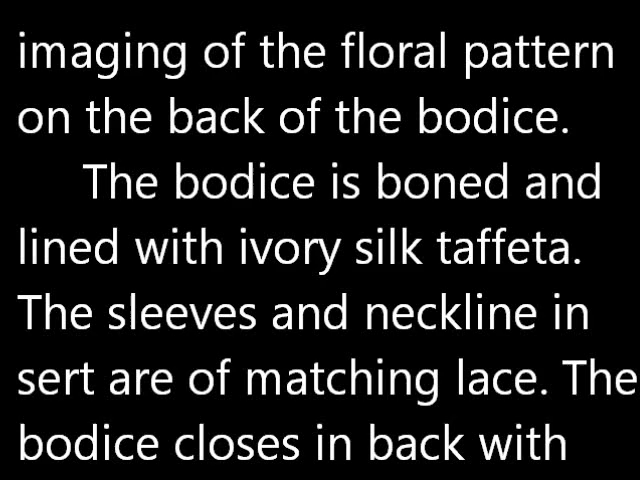 imaging of the floral pattern
on the back of the bodice.
The bodice is boned and
lined with ivory silk taffeta.
The sleeves and neckline in
sert are of matching lace. The
bodice closes in back with